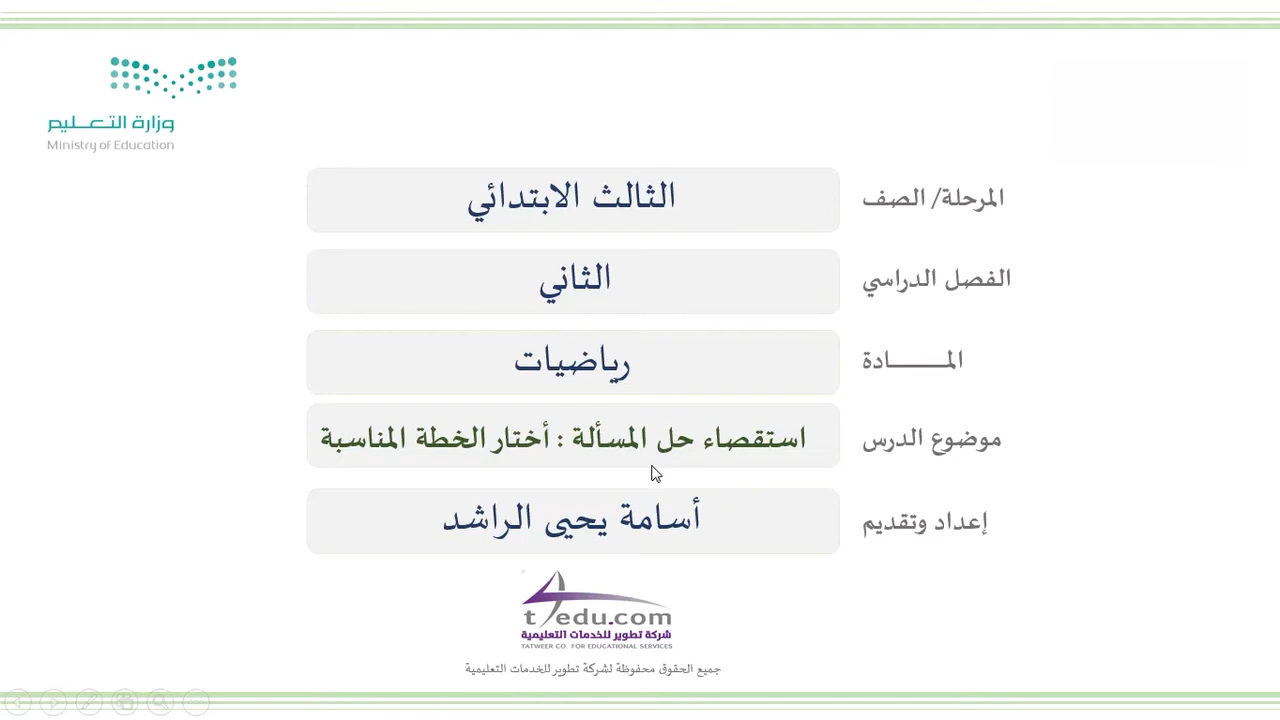 وزارة التعليم
Ministry of Education
المرحلة/ الصف
الثالث الابتدائي
الفصل الدراسي
الثاني
المــــــادة
رياضيات
موضوع الدرس
استقصاء حل المسألة : أختار الخطة المناسبة
إعداد وتقديم
أسامة يحيى الراشد
t4edu.com
شركة تطوير للخدمات التعليمية
TATWEER CO. FOR EDUCATIONAL SERVICES
جميع الحقوق محفوظة لشركة تطوير للخدمات التعليمية